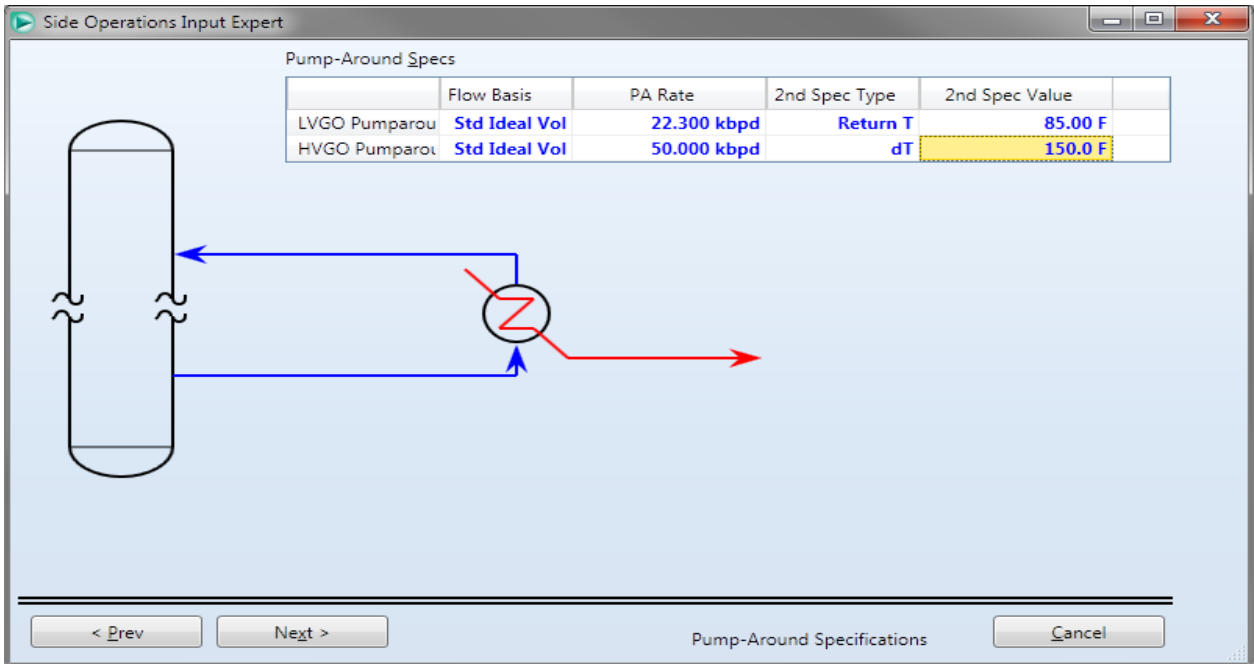 Side Operations Input Expert
Pump-Around Specs
Flow Basis PA Rate 2nd Spec Type 2nd Spec Value
LVGO Pumparou Std Ideal Vol 22.300 kbpd Return T 85.00 F
HVGO Pumparou Std Ideal Vol 50.000 kbpd dT 150.0 F
< Prev Next > Pump-Around Specifications Cancel